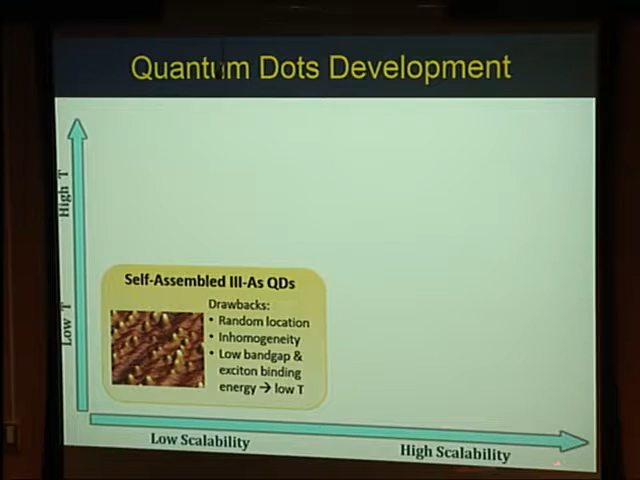 Quantum Dots Development
High T
Low T
Self-Assembled III-As QDs
Drawbacks:
• Random location
• Inhomogeneity
• Low bandgap &
exciton binding
energy → low T
Low Scalability
High Scalability